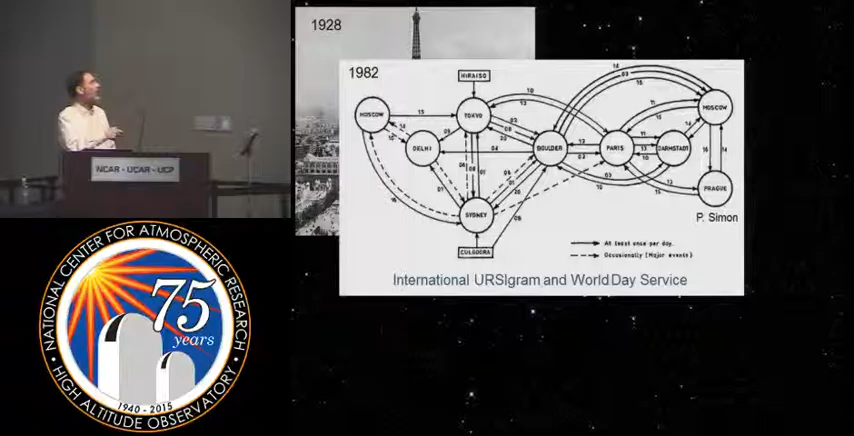 1928
1982
HIRAISO
MOSCOW
TOKYO
DELHI
BOULDER
PARIS
DARMSTADT
MOSCOW
PRAGUE
P. Simon
SYDNEY
CULGOORA
At least once per day.
Occasionally (Major events)
International URSIgram and World Day Service
NCAR - UCAR - UCP
NATIONAL CENTER FOR ATMOSPHERIC RESEARCH
75
years
1940 - 2015
HIGH ALTITUDE OBSERVATORY